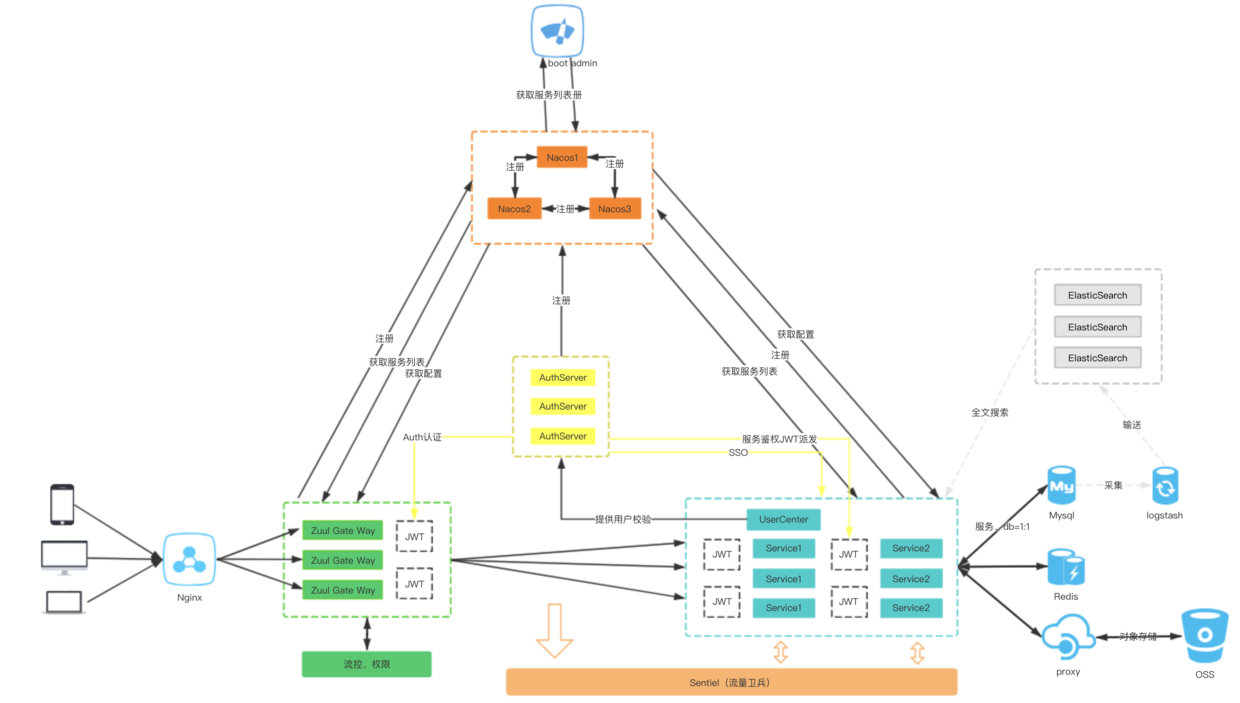 boot admin
获取服务列表册
Nacos1
注册
注册
Nacos2
注册
Nacos3
注册
注册
获取服务列表
获取配置
获取配置
注册
获取服务列表
ElasticSearch
ElasticSearch
ElasticSearch
全文搜索
输送
AuthServer
AuthServer
AuthServer
Auth认证
服务鉴权JWT派发
SSO
采集
Mysql
logstash
服务：db=1:1
提供用户校验
UserCenter
Zuul Gate Way
Zuul Gate Way
Zuul Gate Way
JWT
JWT
JWT
Service1
JWT
Service2
Service1
Service2
JWT
Service1
JWT
Service2
Nginx
My
Redis
流控、权限
对象存储
proxy
OSS
Sentiel（流量卫兵）